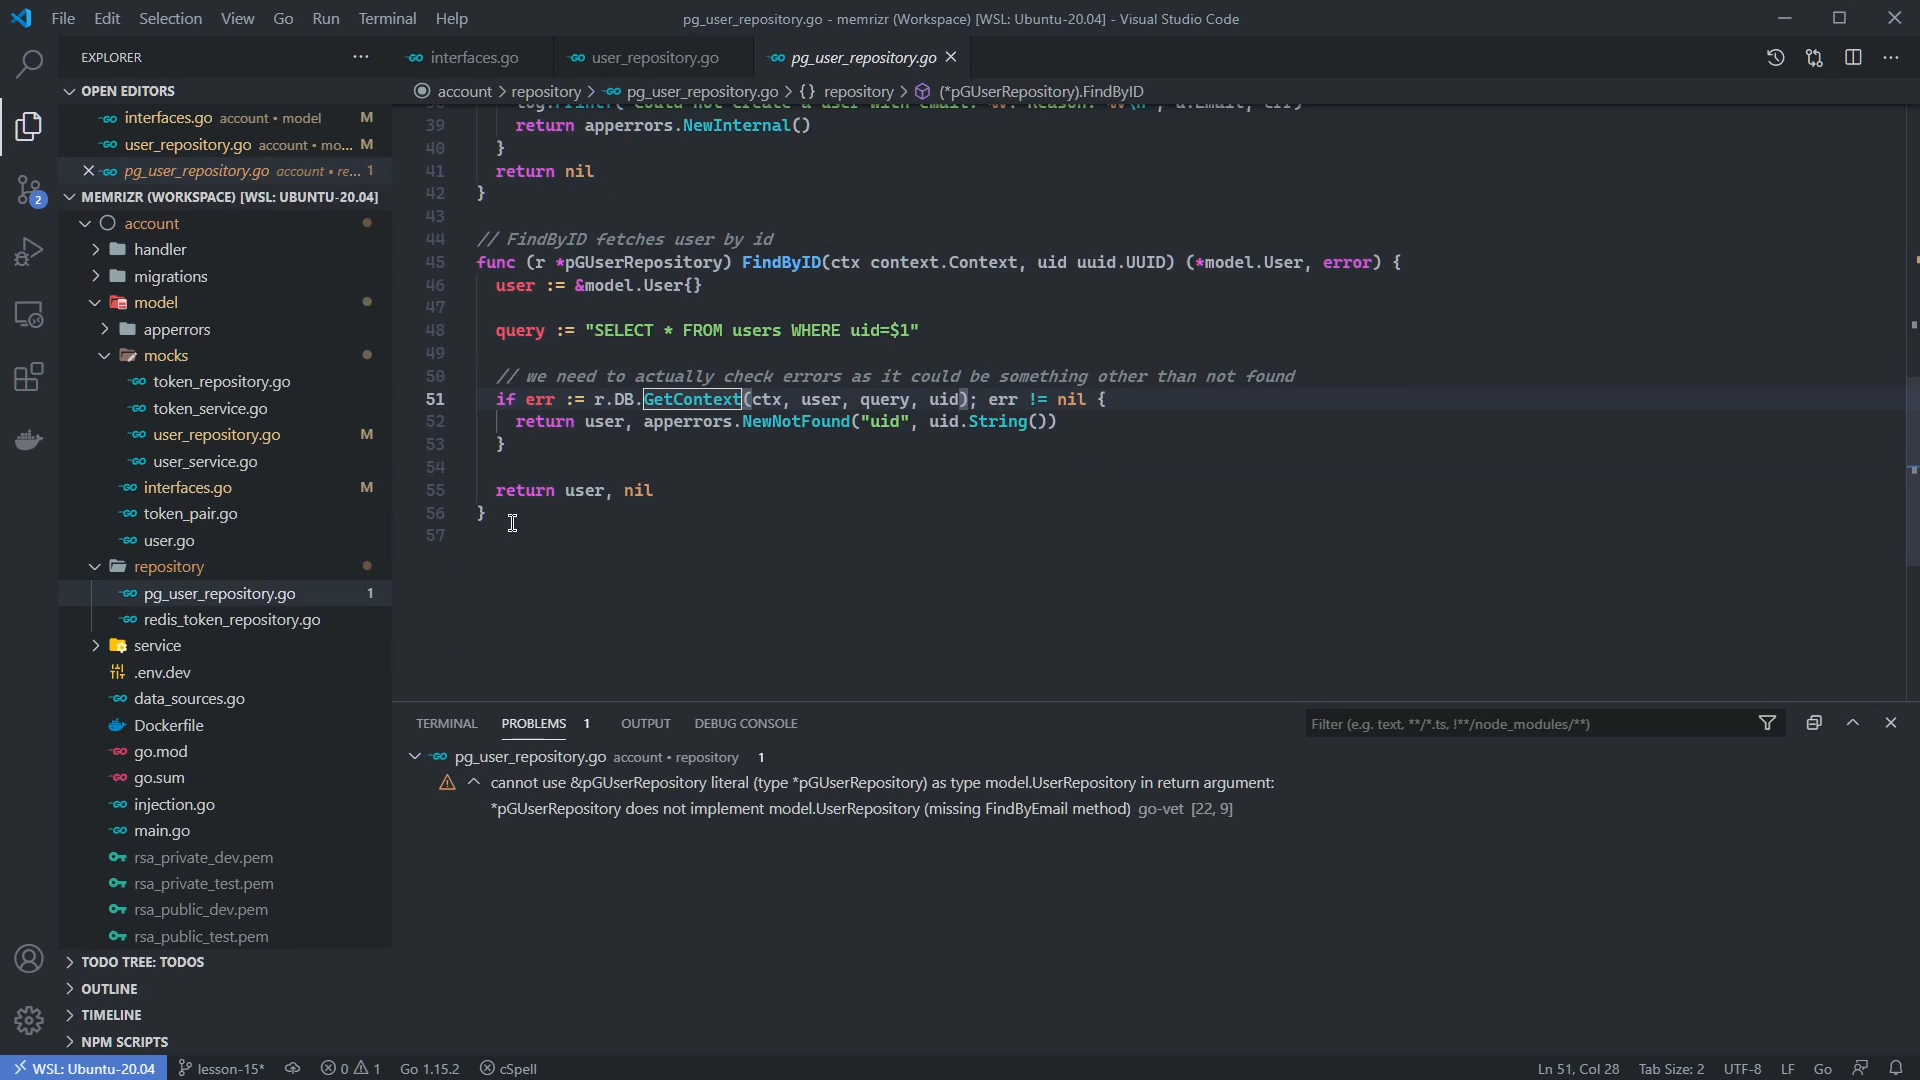 File Edit Selection View Go Run Terminal Help
pg_user_repository.go - memrizr (Workspace) [WSL: Ubuntu-20.04] - Visual Studio Code
EXPLORER
interfaces.go
user_repository.go
pg_user_repository.go
OPEN EDITORS
interfaces.go account • model M
user_repository.go account • mo... M
pg_user_repository.go account • re... 1
MEMRIZR (WORKSPACE) [WSL: UBUNTU-20.04]
account
handler
migrations
model
apperrors
mocks
token_repository.go
token_service.go
user_repository.go M
user_service.go
interfaces.go M
token_pair.go
user.go
repository
pg_user_repository.go 1
redis_token_repository.go
service
.env.dev
data_sources.go
Dockerfile
go.mod
go.sum
injection.go
main.go
rsa_private_dev.pem
rsa_private_test.pem
rsa_public_dev.pem
rsa_public_test.pem
TODO TREE: TODOS
OUTLINE
TIMELINE
NPM SCRIPTS
2
account > repository > pg_user_repository.go > {} repository > (*pGUserRepository).FindByID
39 return apperrors.NewInternal()
40 }
41 return nil
42 }
43
44 // FindByID fetches user by id
45 func (r *pGUserRepository) FindByID(ctx context.Context, uid uuid.UUID) (*model.User, error) {
46 user := &model.User{}
47
48 query := "SELECT * FROM users WHERE uid=$1"
49
50 // we need to actually check errors as it could be something other than not found
51 if err := r.DB.GetContext(ctx, user, query, uid); err != nil {
52 return user, apperrors.NewNotFound("uid", uid.String())
53 }
54
55 return user, nil
56 }
57
TERMINAL PROBLEMS 1 OUTPUT DEBUG CONSOLE
Filter (e.g. text, **/*.ts, !**/node_modules/**)
pg_user_repository.go account • repository 1
cannot use &pGUserRepository literal (type *pGUserRepository) as type model.UserRepository in return argument:
*pGUserRepository does not implement model.UserRepository (missing FindByEmail method) go-vet [22, 9]
WSL: Ubuntu-20.04 lesson-15* 0 1 Go 1.15.2 cSpell
Ln 51, Col 28 Tab Size: 2 UTF-8 LF Go